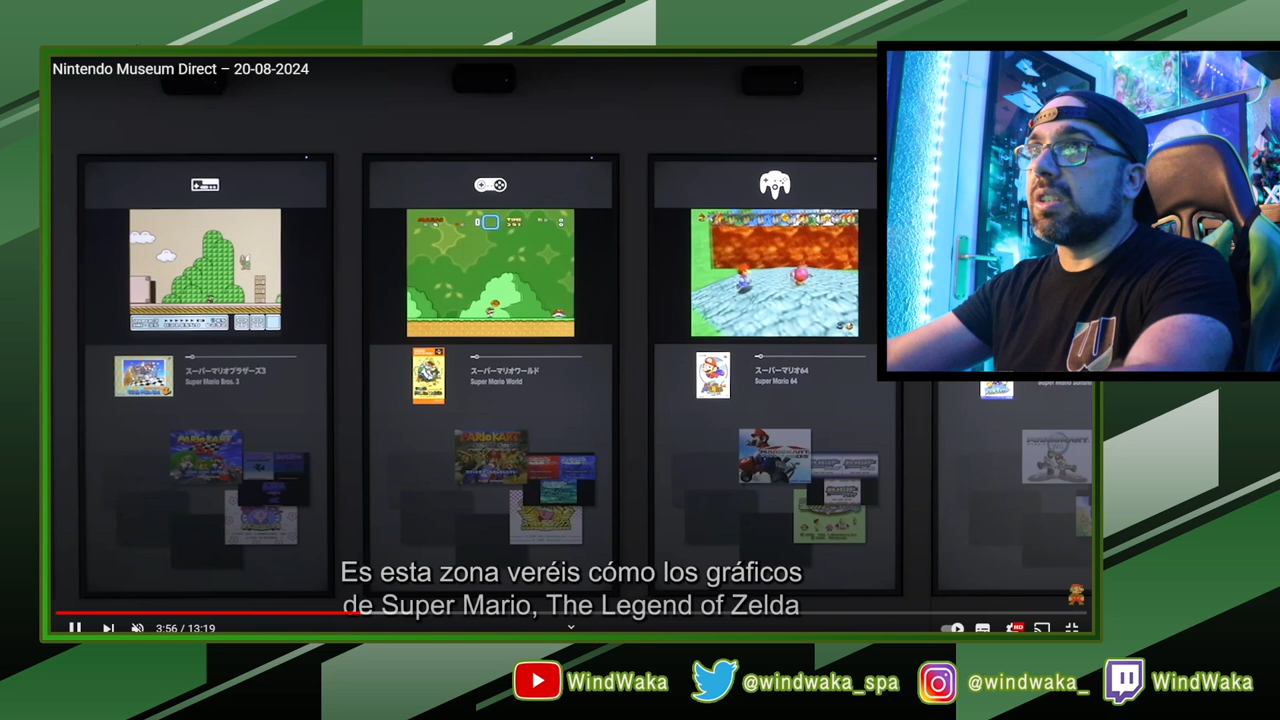 Nintendo Museum Direct – 20-08-2024
スーパーマリオブラザーズ3
Super Mario Bros. 3
スーパーマリオワールド
Super Mario World
スーパーマリオ64
Super Mario 64
MARIOKART
Es esta zona veréis cómo los gráficos
de Super Mario, The Legend of Zelda
3:56 / 13:19
HD
WindWaka
@windwaka_spa
@windwaka_
WindWaka